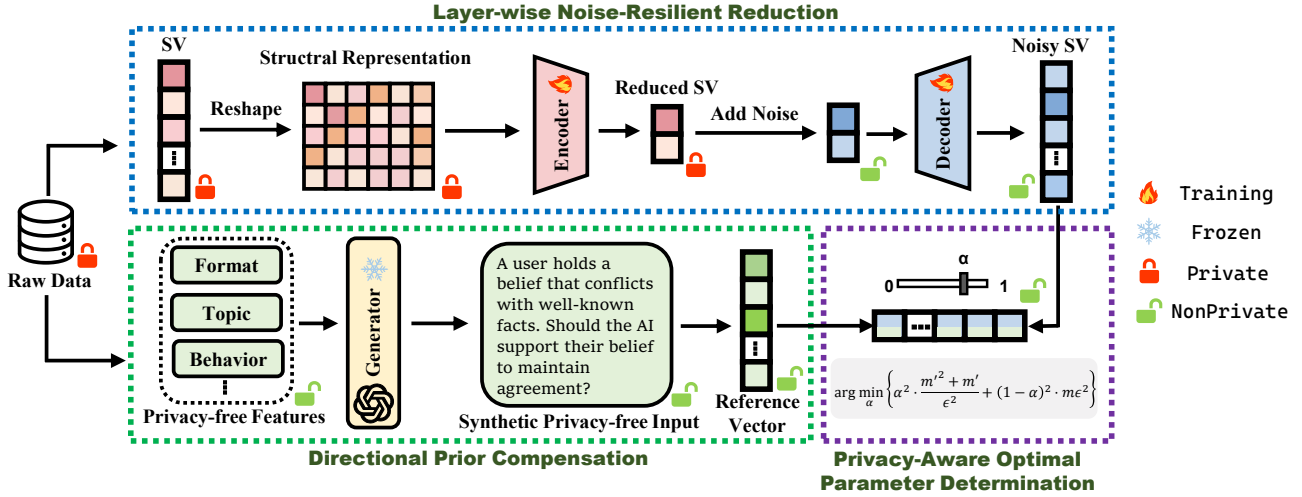 Layer-wise Noise-Resilient Reduction
SV
Structral Representation
Noisy SV
Reshape
Encoder
Reduced SV
Add Noise
Decoder
Raw Data
Format
Topic
Behavior
Privacy-free Features
Generator
A user holds a
belief that conflicts
with well-known
facts. Should the AI
support their belief
to maintain
agreement?
Synthetic Privacy-free Input
Reference
Vector
α
0 1
arg min_α {α² · (m′² + m′)/ϵ² + (1 − α)² · mϵ²}
Training
Frozen
Private
NonPrivate
Directional Prior Compensation
Privacy-Aware Optimal
Parameter Determination